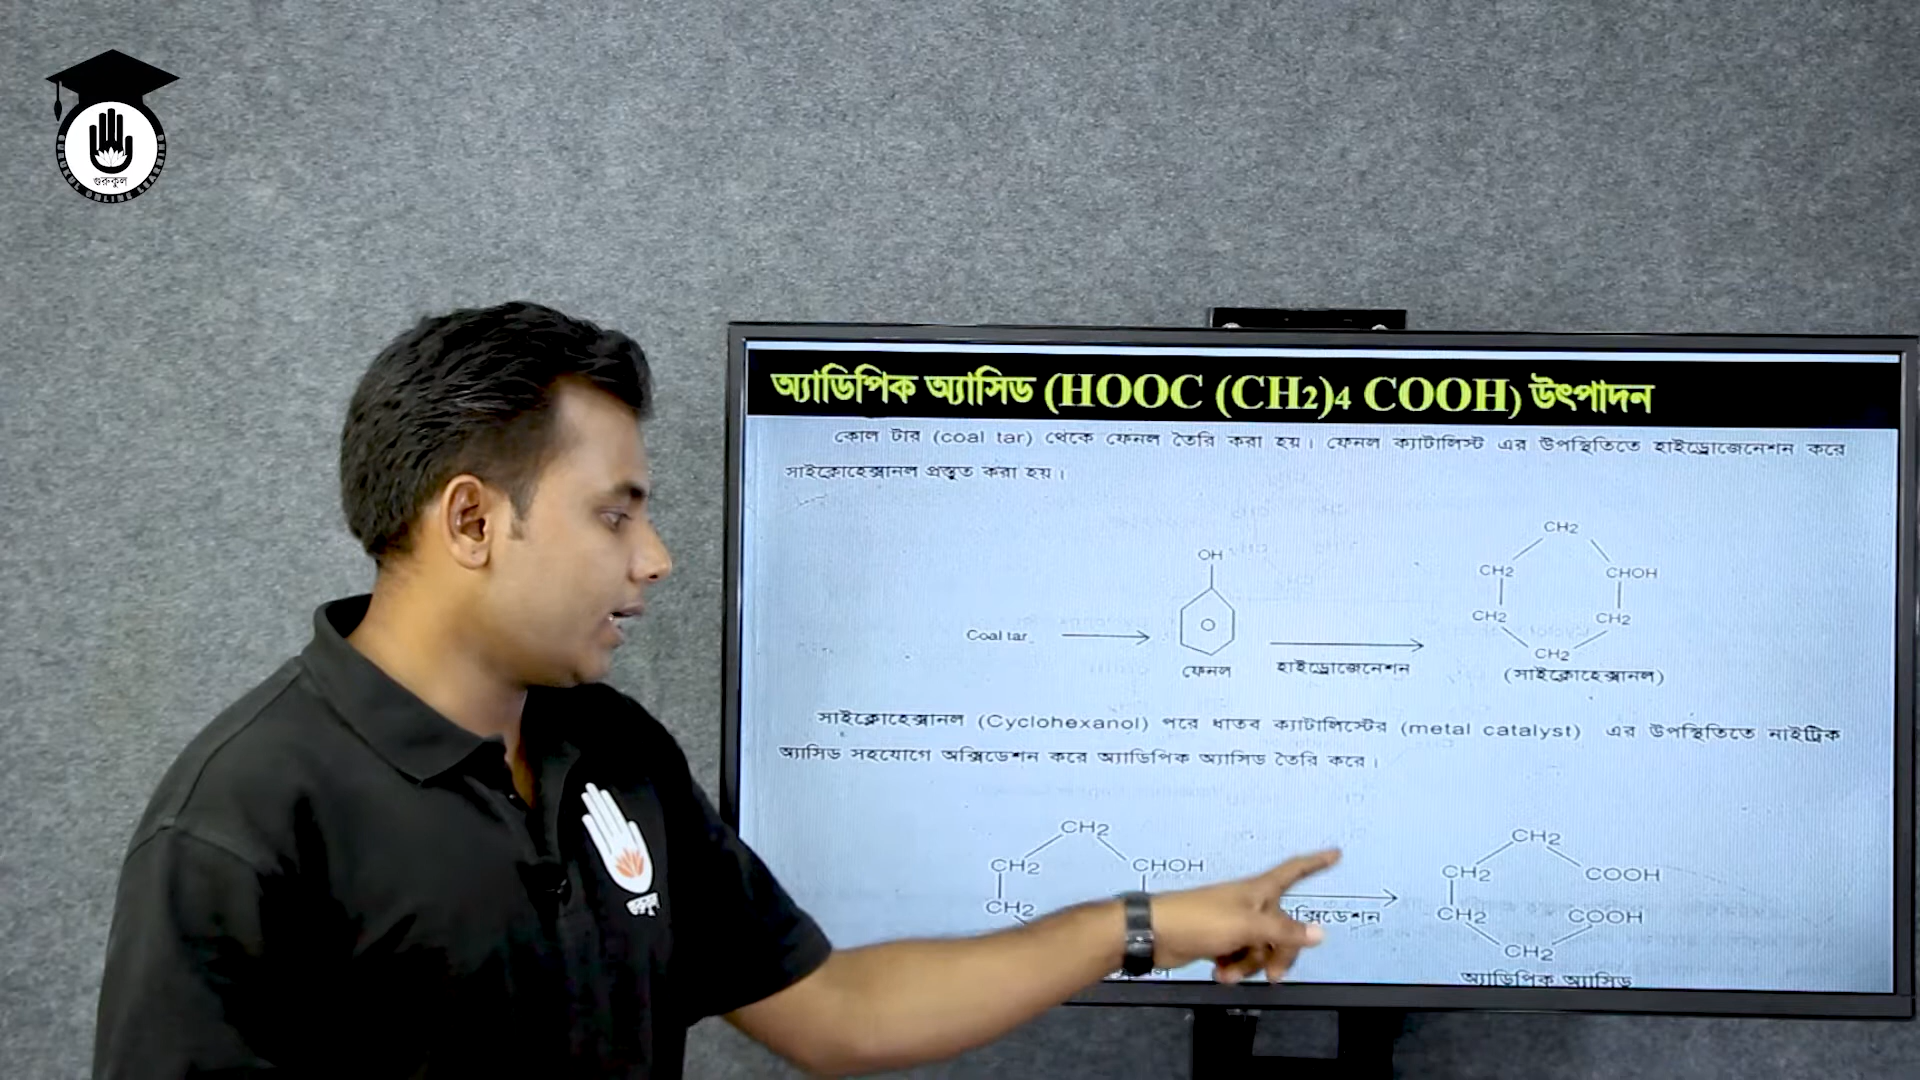 গুরুকুল
GURUKUL ONLINE LEARNING
অ্যাডিপিক অ্যাসিড (HOOC (CH2)4 COOH) উৎপাদন
কোল টার (coal tar) থেকে ফেনল তৈরি করা হয়। ফেনল ক্যাটালিস্ট এর উপস্থিতিতে হাইড্রোজেনেশন করে
সাইক্লোহেক্সানল প্রস্তুত করা হয়।
CH2
OH
CH2 CHOH
CH2 CH2
Coal tar
CH2
ফেনল হাইড্রোজেনেশন (সাইক্লোহেক্সানল)
সাইক্লোহেক্সানল (Cyclohexanol) পরে ধাতব ক্যাটালিস্টের (metal catalyst) এর উপস্থিতিতে নাইট্রিক
অ্যাসিড সহযোগে অক্সিডেশন করে অ্যাডিপিক অ্যাসিড তৈরি করে।
CH2 CH2
CH2 CHOH CH2 COOH
CH2 CH2 COOH
CH2
অ্যাডিপিক অ্যাসিড
গুরুকুল